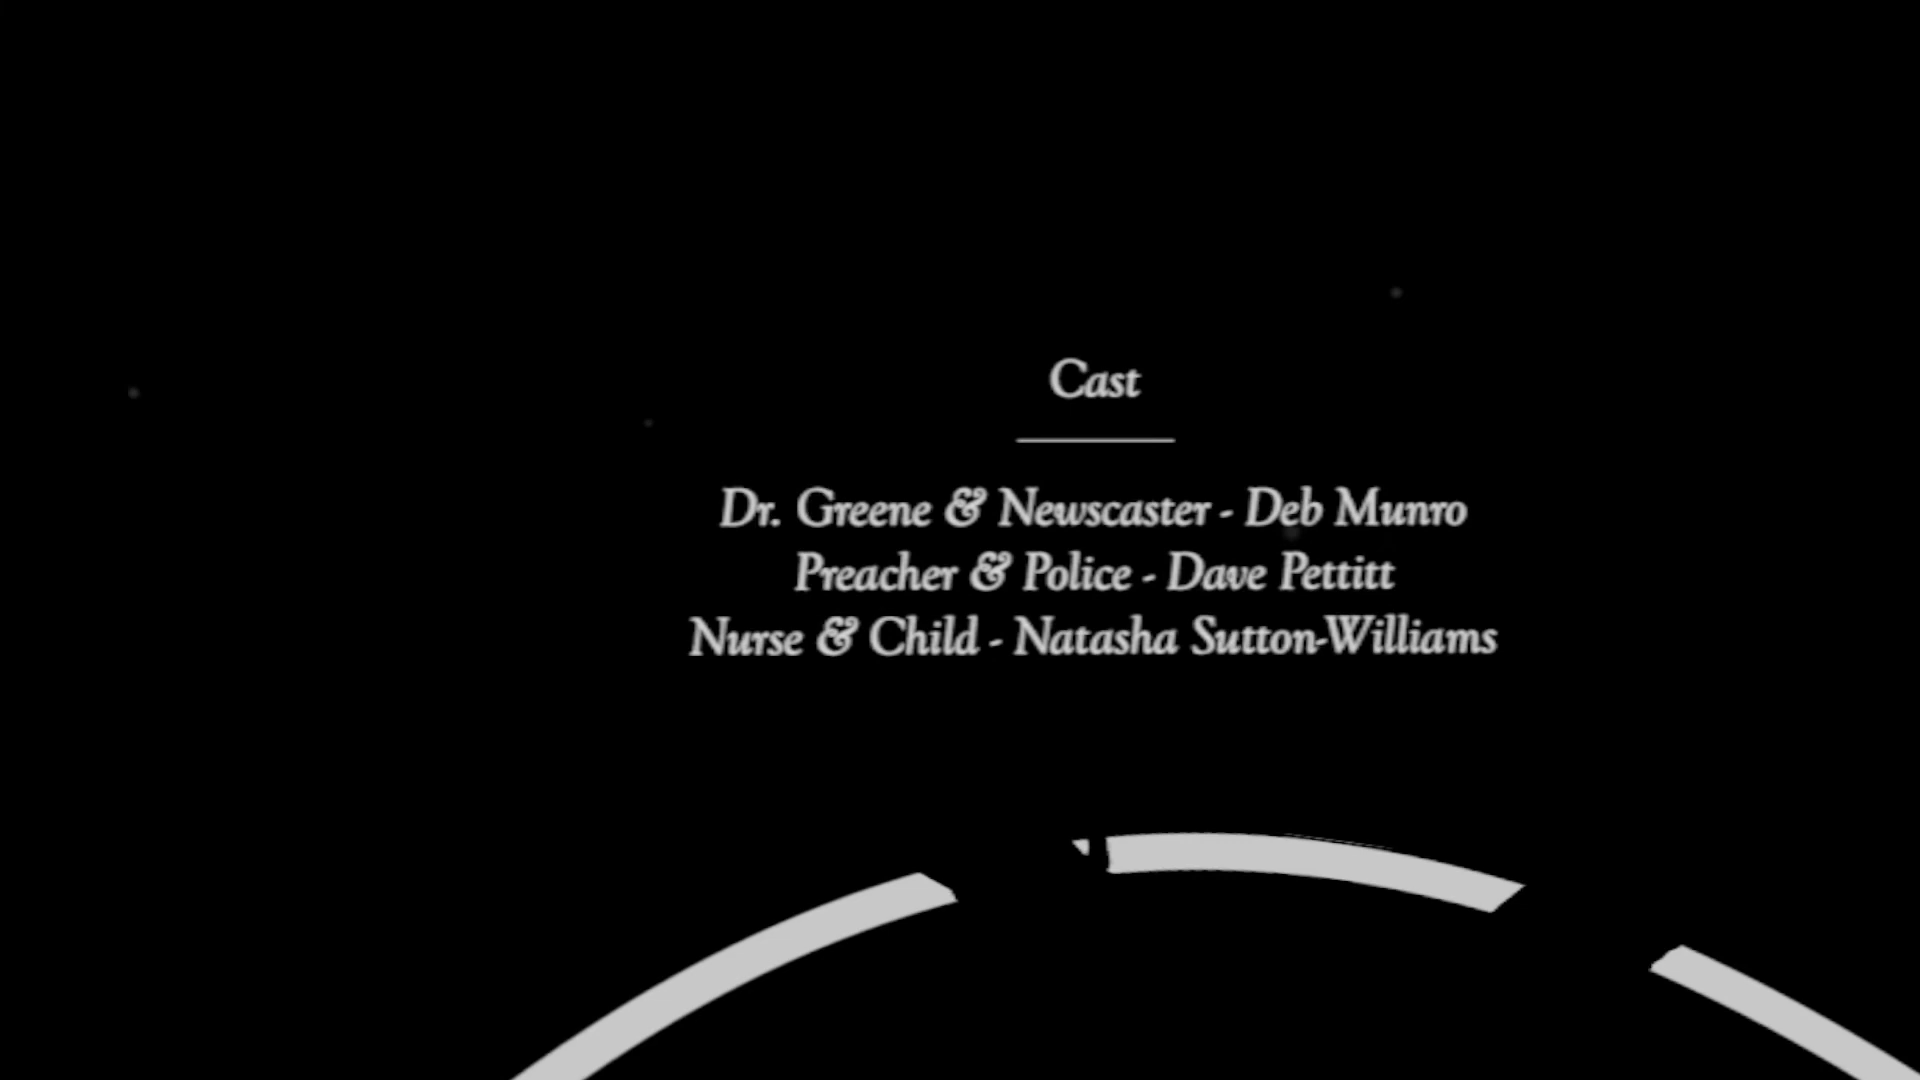 Cast
Dr. Greene & Newscaster - Deb Munro
Preacher & Police - Dave Pettitt
Nurse & Child - Natasha Sutton-Williams